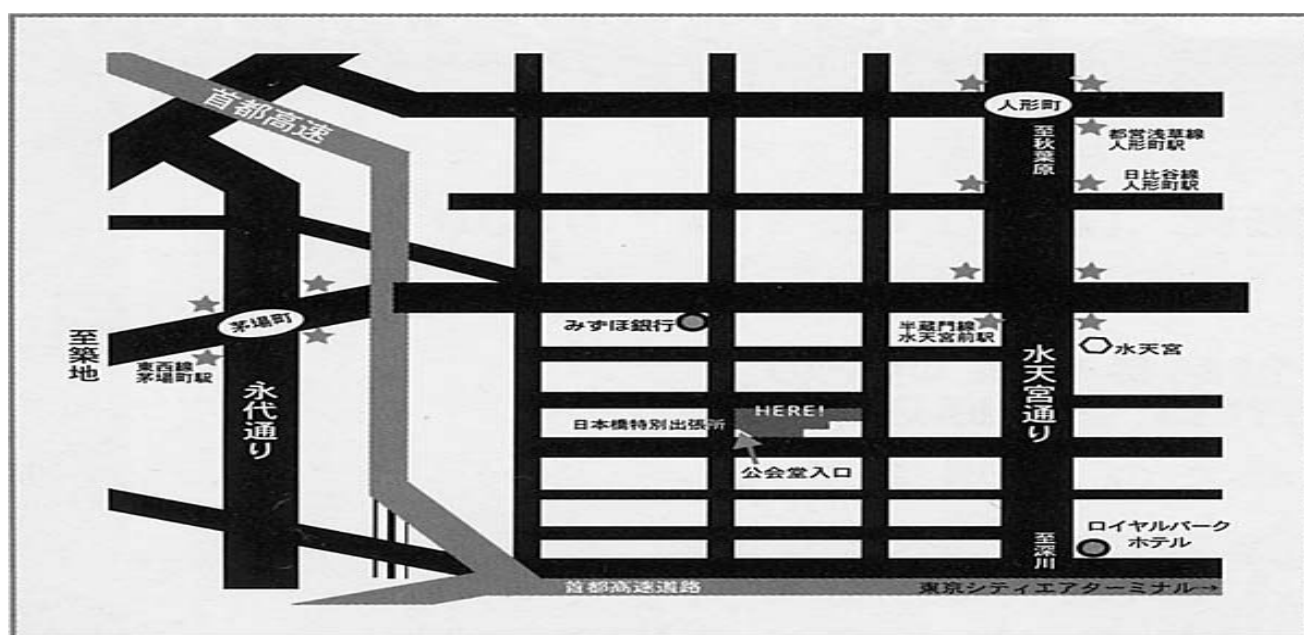 首都高速
人形町
至秋葉原
都営浅草線
人形町駅
日比谷線
人形町駅
至築地
茅場町
東西線
茅場町駅
永代通り
みずほ銀行
半蔵門線
水天宮前駅
水天宮
水天宮通り
HERE!
日本橋特別出張所
公会堂入口
至深川
ロイヤルパーク
ホテル
首都高速道路
東京シティエアターミナル→